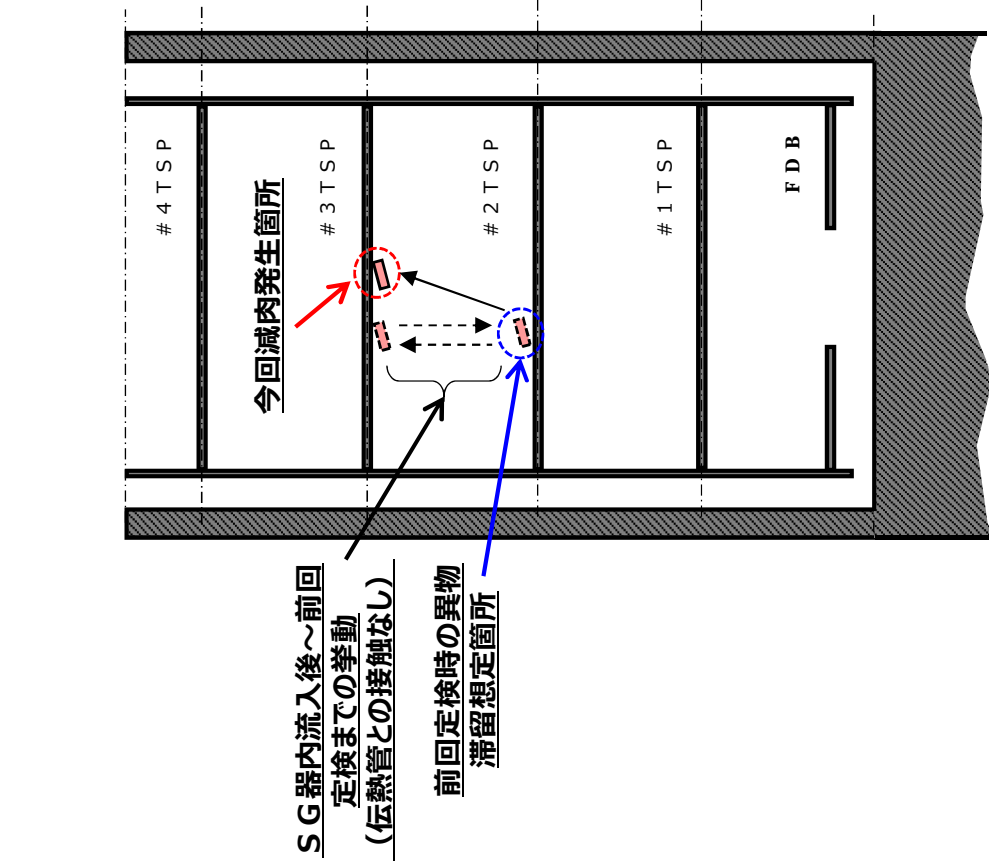 #4TSP
#3TSP
#2TSP
#1TSP
FDB
今回減肉発生箇所
SG器内流入後～前回
定検までの挙動
(伝熱管との接触なし)
前回定検時の異物
滞留想定箇所